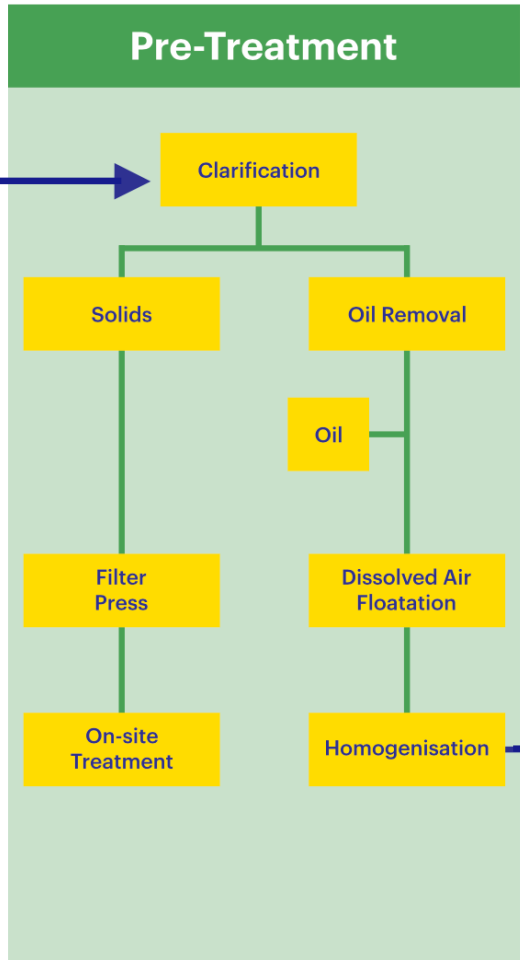 Pre-Treatment
Clarification
Solids
Oil Removal
Oil
Filter
Press
Dissolved Air
Floatation
On-site
Treatment
Homogenisation